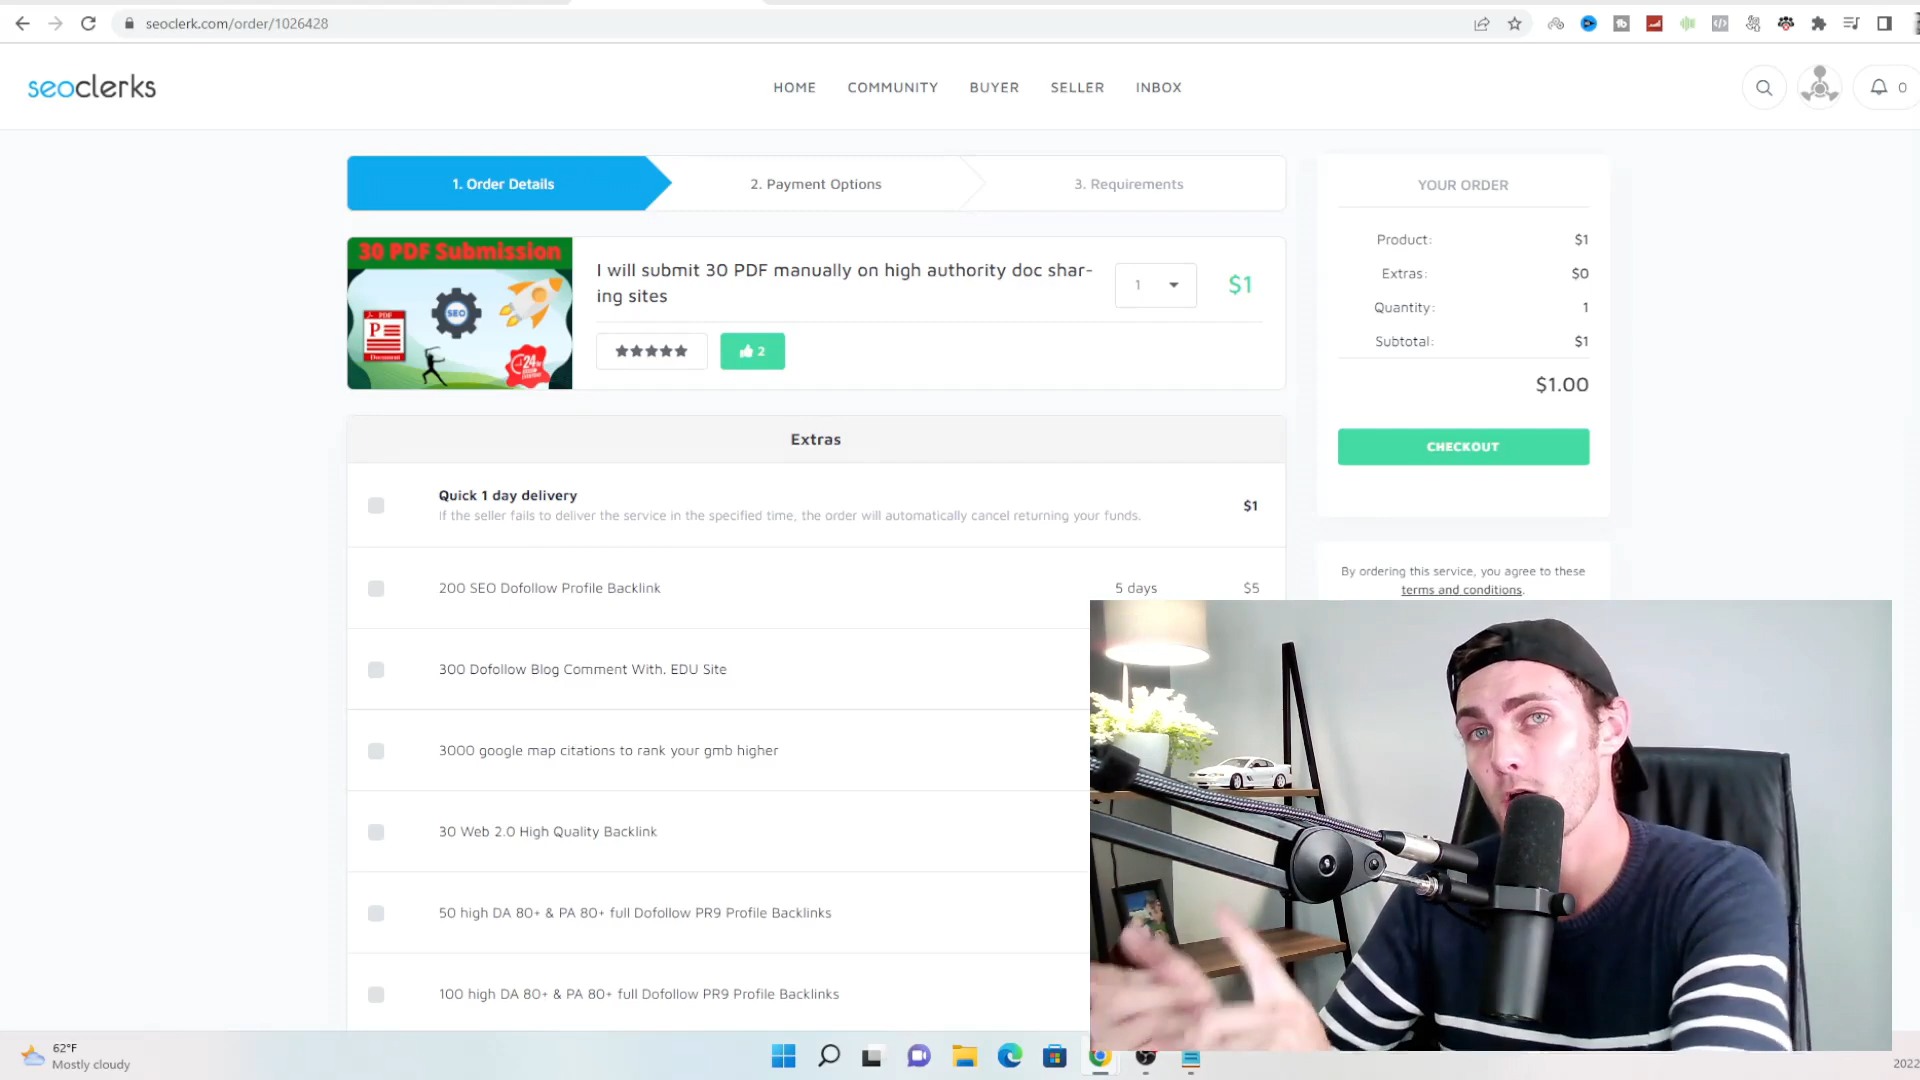 seoclerk.com/order/1026428
seoclerks
HOME COMMUNITY BUYER SELLER INBOX
0
1. Order Details
2. Payment Options
3. Requirements
30 PDF Submission
PDF
P
Document
SEO
24
I will submit 30 PDF manually on high authority doc shar-
ing sites
1
$1
2
YOUR ORDER
Product: $1
Extras: $0
Quantity: 1
Subtotal: $1
$1.00
CHECKOUT
By ordering this service, you agree to these
terms and conditions.
Extras
Quick 1 day delivery
If the seller fails to deliver the service in the specified time, the order will automatically cancel returning your funds.
$1
200 SEO Dofollow Profile Backlink 5 days $5
300 Dofollow Blog Comment With. EDU Site
3000 google map citations to rank your gmb higher
30 Web 2.0 High Quality Backlink
50 high DA 80+ & PA 80+ full Dofollow PR9 Profile Backlinks
100 high DA 80+ & PA 80+ full Dofollow PR9 Profile Backlinks
62°F
Mostly cloudy
2022